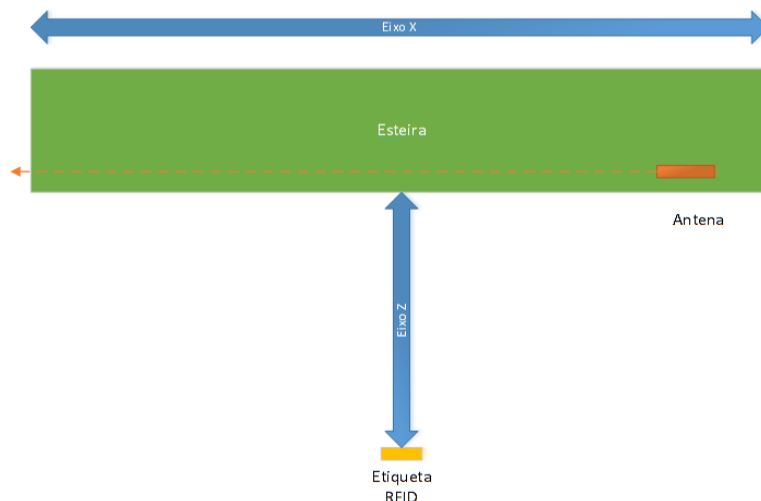 Eixo X
Esteira
Antena
Eixo Z
Etiqueta
RFID